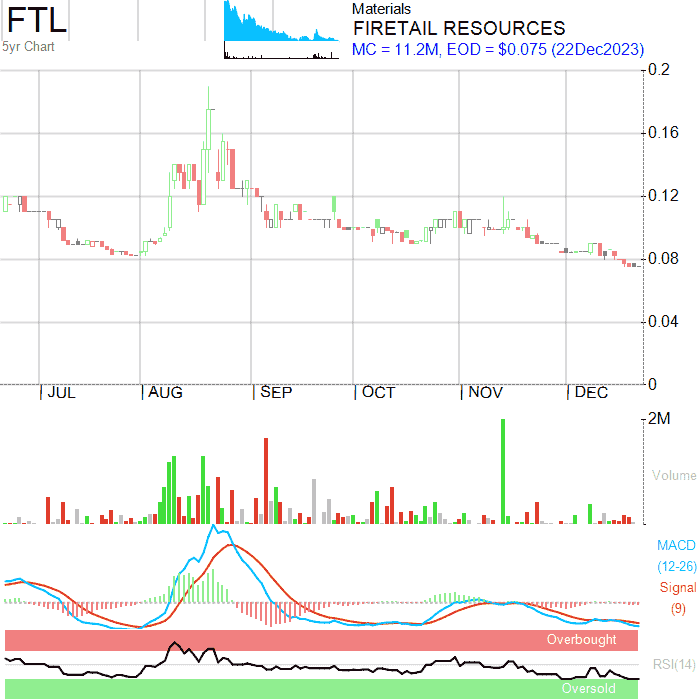 FTL
5yr Chart
Materials
FIRETAIL RESOURCES
MC = 11.2M, EOD = $0.075 (22Dec2023)
0.2
0.16
0.12
0.08
0.04
0
JUL AUG SEP OCT NOV DEC
2M
Volume
MACD
(12-26)
Signal
(9)
Overbought
RSI(14)
Oversold